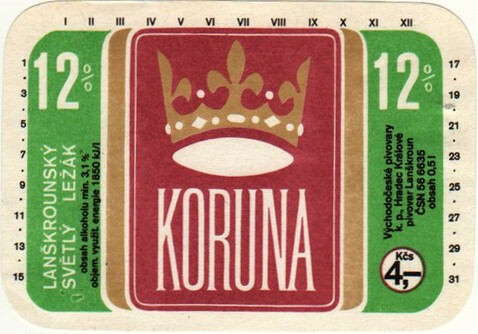 I II III IV V VI VII VIII IX X XI XII
1
3
5
7
9
11
13
15
12%
LANŠKROUNSKÝ
SVĚTLÝ LEŽÁK
obsah alkoholu min. 3,1%
objem. využit. energie 1850 kJ/l
KORUNA
12%
Východočeské pivovary
k. p., Hradec Králové
pivovar Lanškroun
ČSN 56 6635
obsah 0,5 l
Kčs
4,-
17
19
21
23
25
27
29
31